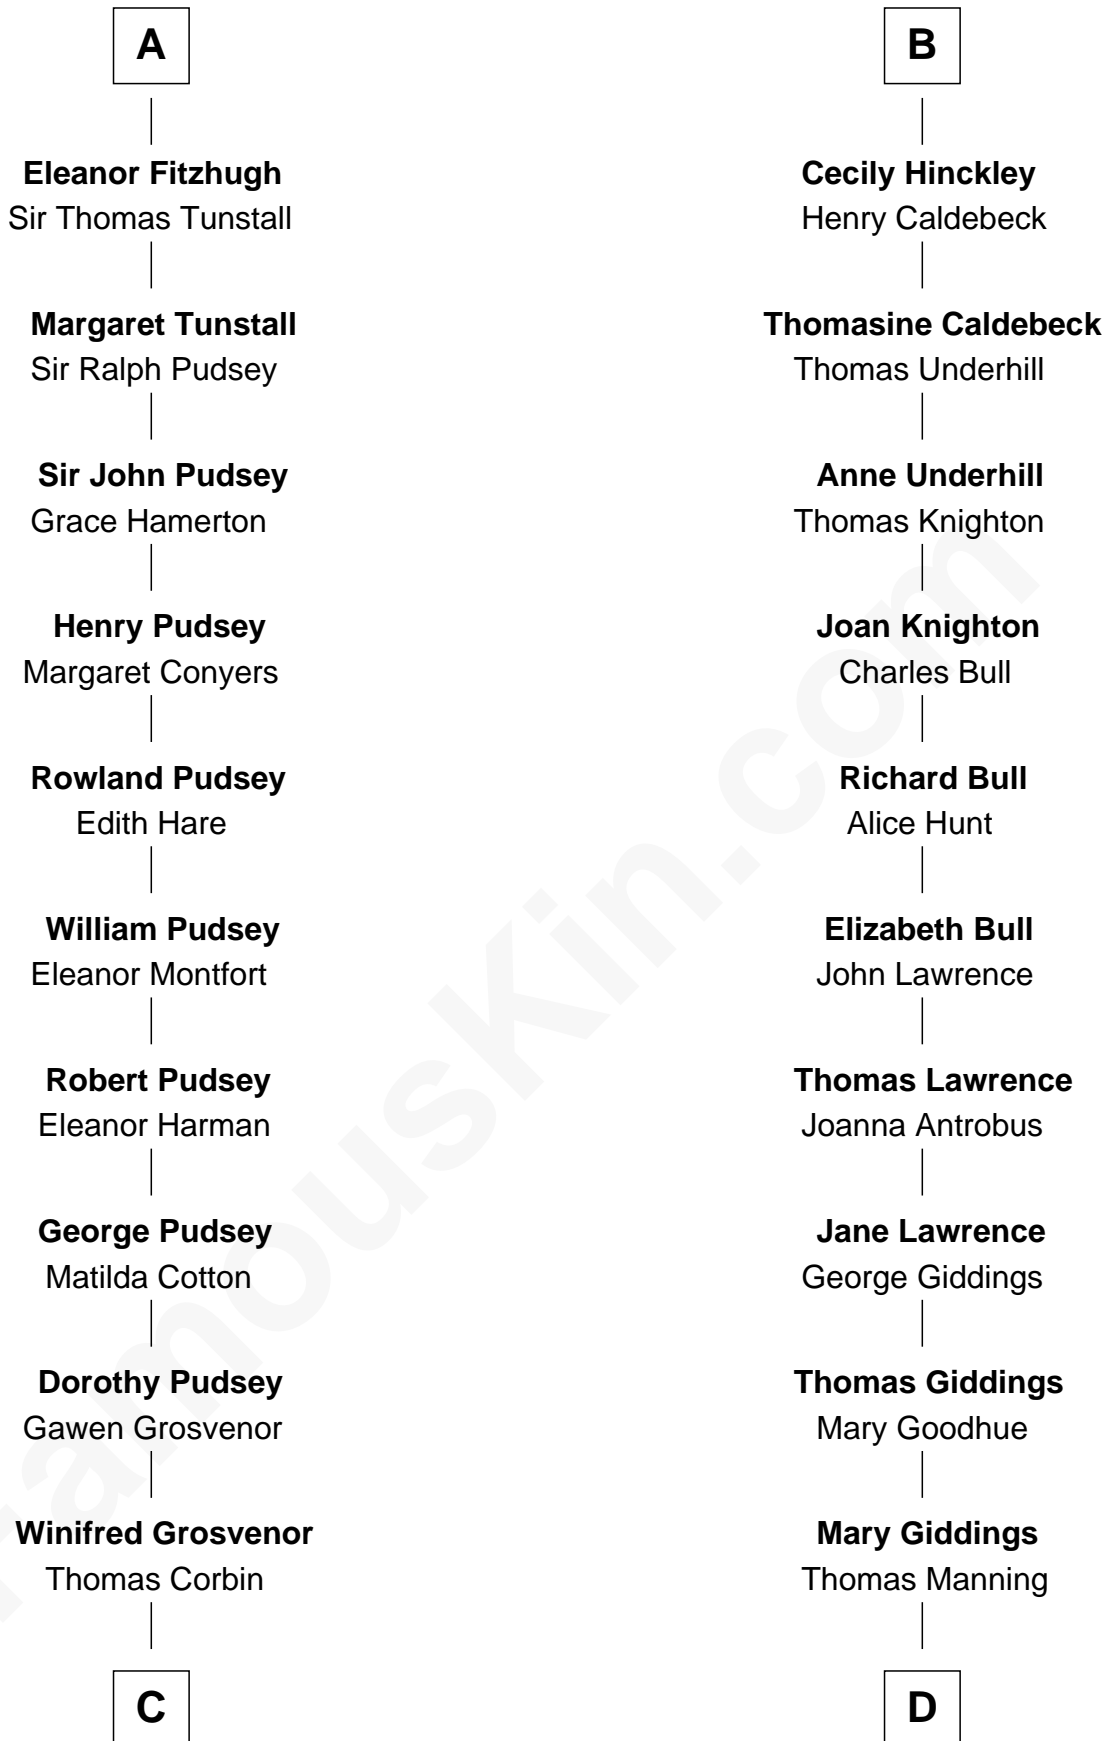 A
Eleanor Fitzhugh
Sir Thomas Tunstall
Margaret Tunstall
Sir Ralph Pudsey
Sir John Pudsey
Grace Hamerton
Henry Pudsey
Margaret Conyers
Rowland Pudsey
Edith Hare
William Pudsey
Eleanor Montfort
Robert Pudsey
Eleanor Harman
George Pudsey
Matilda Cotton
Dorothy Pudsey
Gawen Grosvenor
Winifred Grosvenor
Thomas Corbin
C
B
Cecily Hinckley
Henry Caldebeck
Thomasine Caldebeck
Thomas Underhill
Anne Underhill
Thomas Knighton
Joan Knighton
Charles Bull
Richard Bull
Alice Hunt
Elizabeth Bull
John Lawrence
Thomas Lawrence
Joanna Antrobus
Jane Lawrence
George Giddings
Thomas Giddings
Mary Goodhue
Mary Giddings
Thomas Manning
D
FamousKin.com